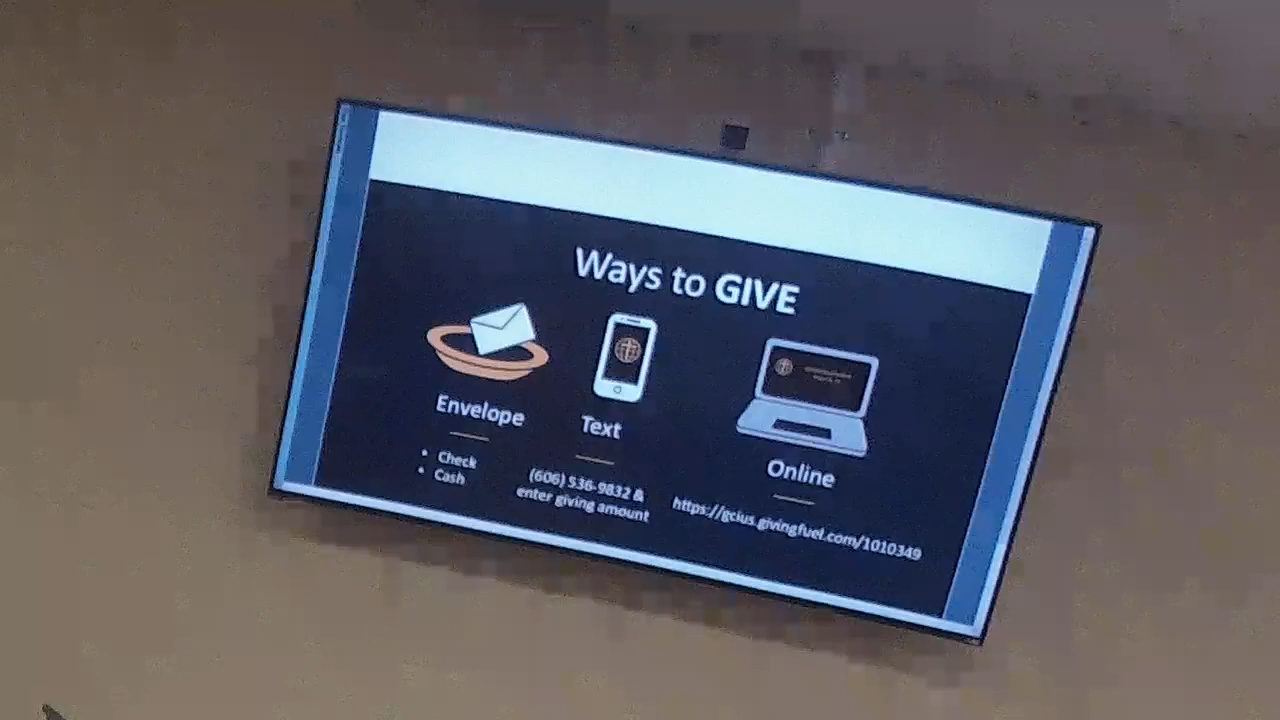 Ways to GIVE
Envelope
• Check
• Cash
Text
(606) 536-9832 &
enter giving amount
Online
https://gcius.givingfuel.com/1010349